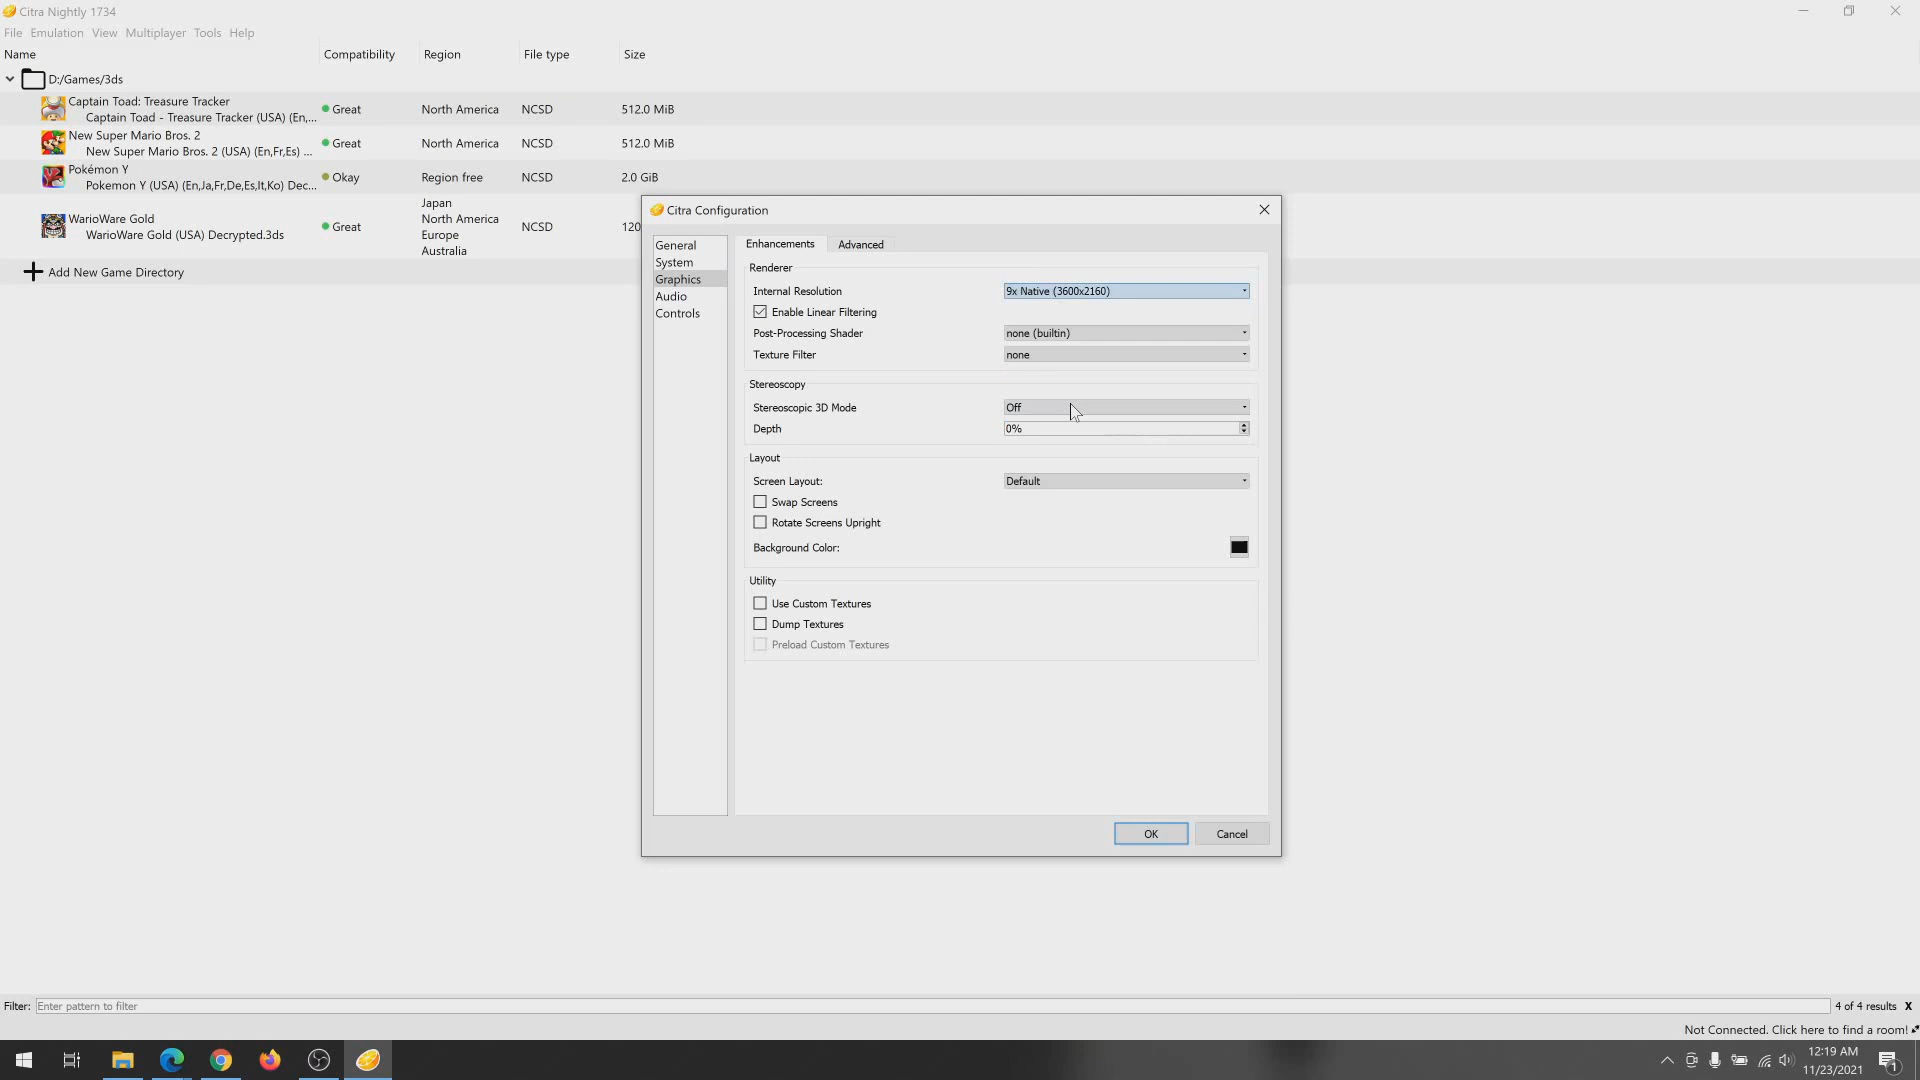 Citra Nightly 1734
File Emulation View Multiplayer Tools Help
Name Compatibility Region File type Size
D:/Games/3ds
Captain Toad: Treasure Tracker
Captain Toad - Treasure Tracker (USA) (En,... Great North America NCSD 512.0 MiB
New Super Mario Bros. 2
New Super Mario Bros. 2 (USA) (En,Fr,Es) ... Great North America NCSD 512.0 MiB
Pokémon Y
Pokemon Y (USA) (En,Ja,Fr,De,Es,It,Ko) Dec... Okay Region free NCSD 2.0 GiB
WarioWare Gold
WarioWare Gold (USA) Decrypted.3ds Great
Japan
North America
Europe
Australia
NCSD 120
Add New Game Directory
Citra Configuration
General
System
Graphics
Audio
Controls
Enhancements Advanced
Renderer
Internal Resolution 9x Native (3600x2160)
Enable Linear Filtering
Post-Processing Shader none (builtin)
Texture Filter none
Stereoscopy
Stereoscopic 3D Mode Off
Depth 0%
Layout
Screen Layout: Default
Swap Screens
Rotate Screens Upright
Background Color:
Utility
Use Custom Textures
Dump Textures
Preload Custom Textures
OK Cancel
Filter: Enter pattern to filter 4 of 4 results X
Not Connected. Click here to find a room!
12:19 AM
11/23/2021
1